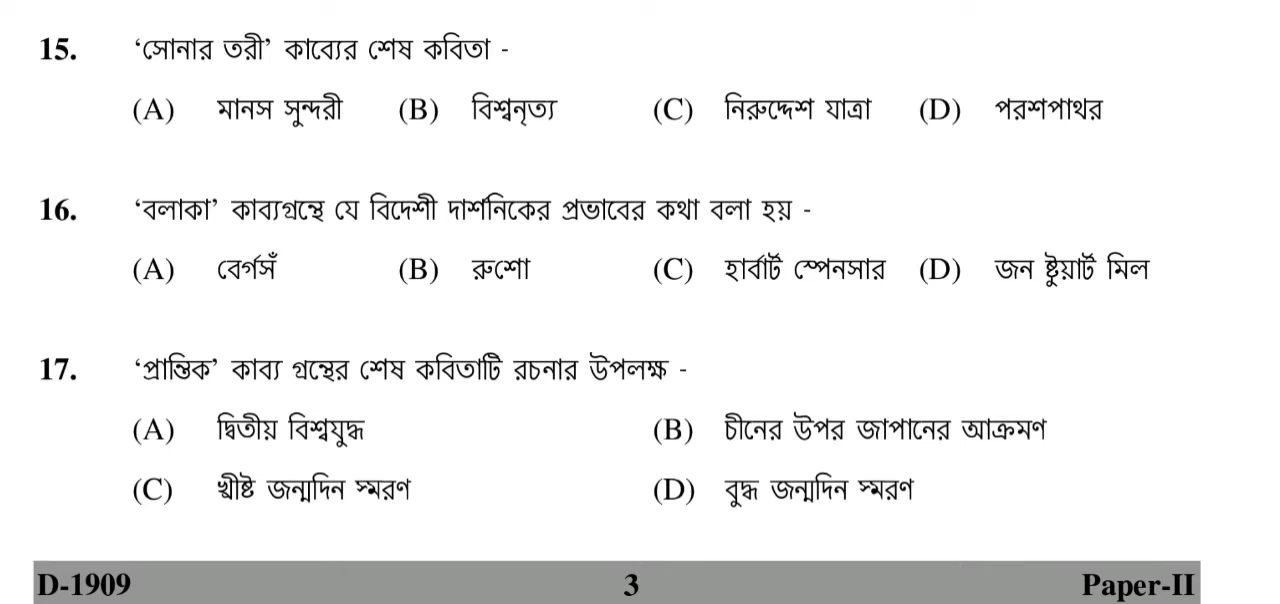 15. ‘সোনার তরী’ কাব্যের শেষ কবিতা -
(A) মানস সুন্দরী (B) বিশ্বনৃত্য (C) নিরুদ্দেশ যাত্রা (D) পরশপাথর
16. ‘বলাকা’ কাব্যগ্রন্থে যে বিদেশী দার্শনিকের প্রভাবের কথা বলা হয় -
(A) বের্গসঁ (B) রুশো (C) হার্বার্ট স্পেনসার (D) জন ষ্টুয়ার্ট মিল
17. ‘প্রান্তিক’ কাব্য গ্রন্থের শেষ কবিতাটি রচনার উপলক্ষ -
(A) দ্বিতীয় বিশ্বযুদ্ধ (B) চীনের উপর জাপানের আক্রমণ
(C) খ্রীষ্ট জন্মদিন স্মরণ (D) বুদ্ধ জন্মদিন স্মরণ
D-1909 3 Paper-II